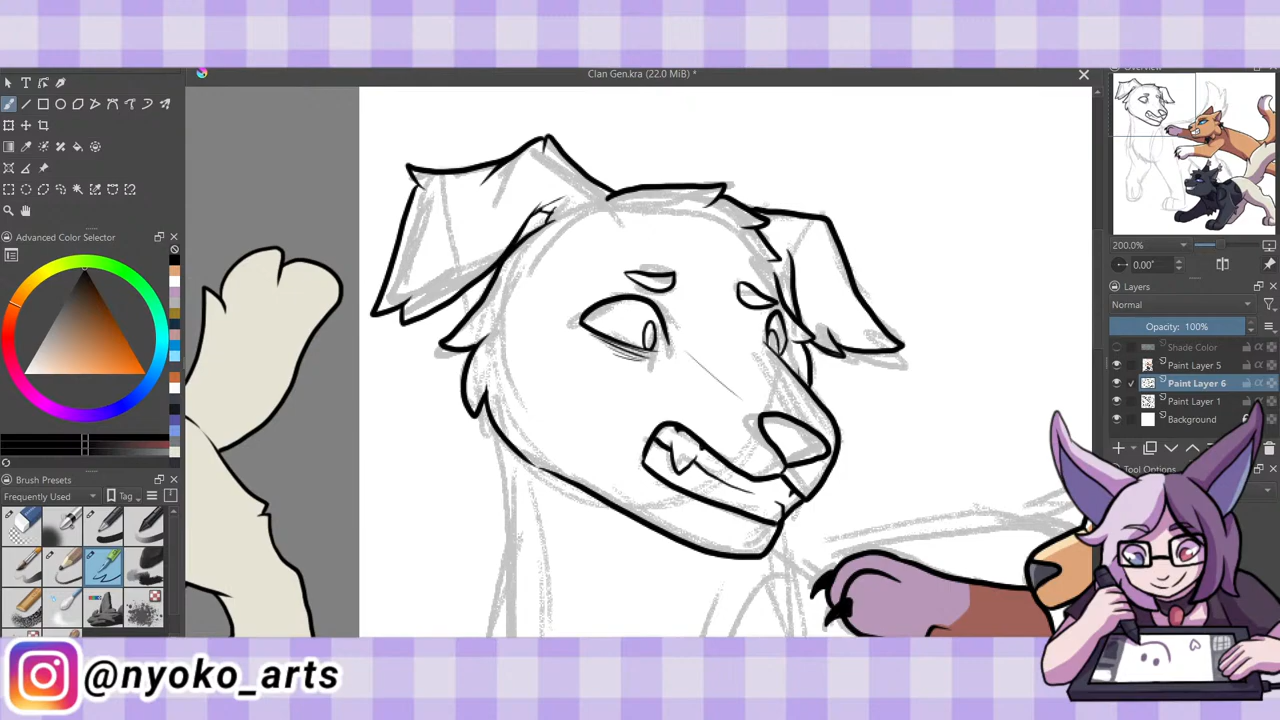 Clan Gen.kra (22.0 MiB) *
200.0%
0.00°
Layers
Normal
Opacity: 100%
Shade Color
Paint Layer 5
Paint Layer 6
Paint Layer 1
Background
Tool Options
Advanced Color Selector
Brush Presets
Frequently Used
Tag
@nyoko_arts